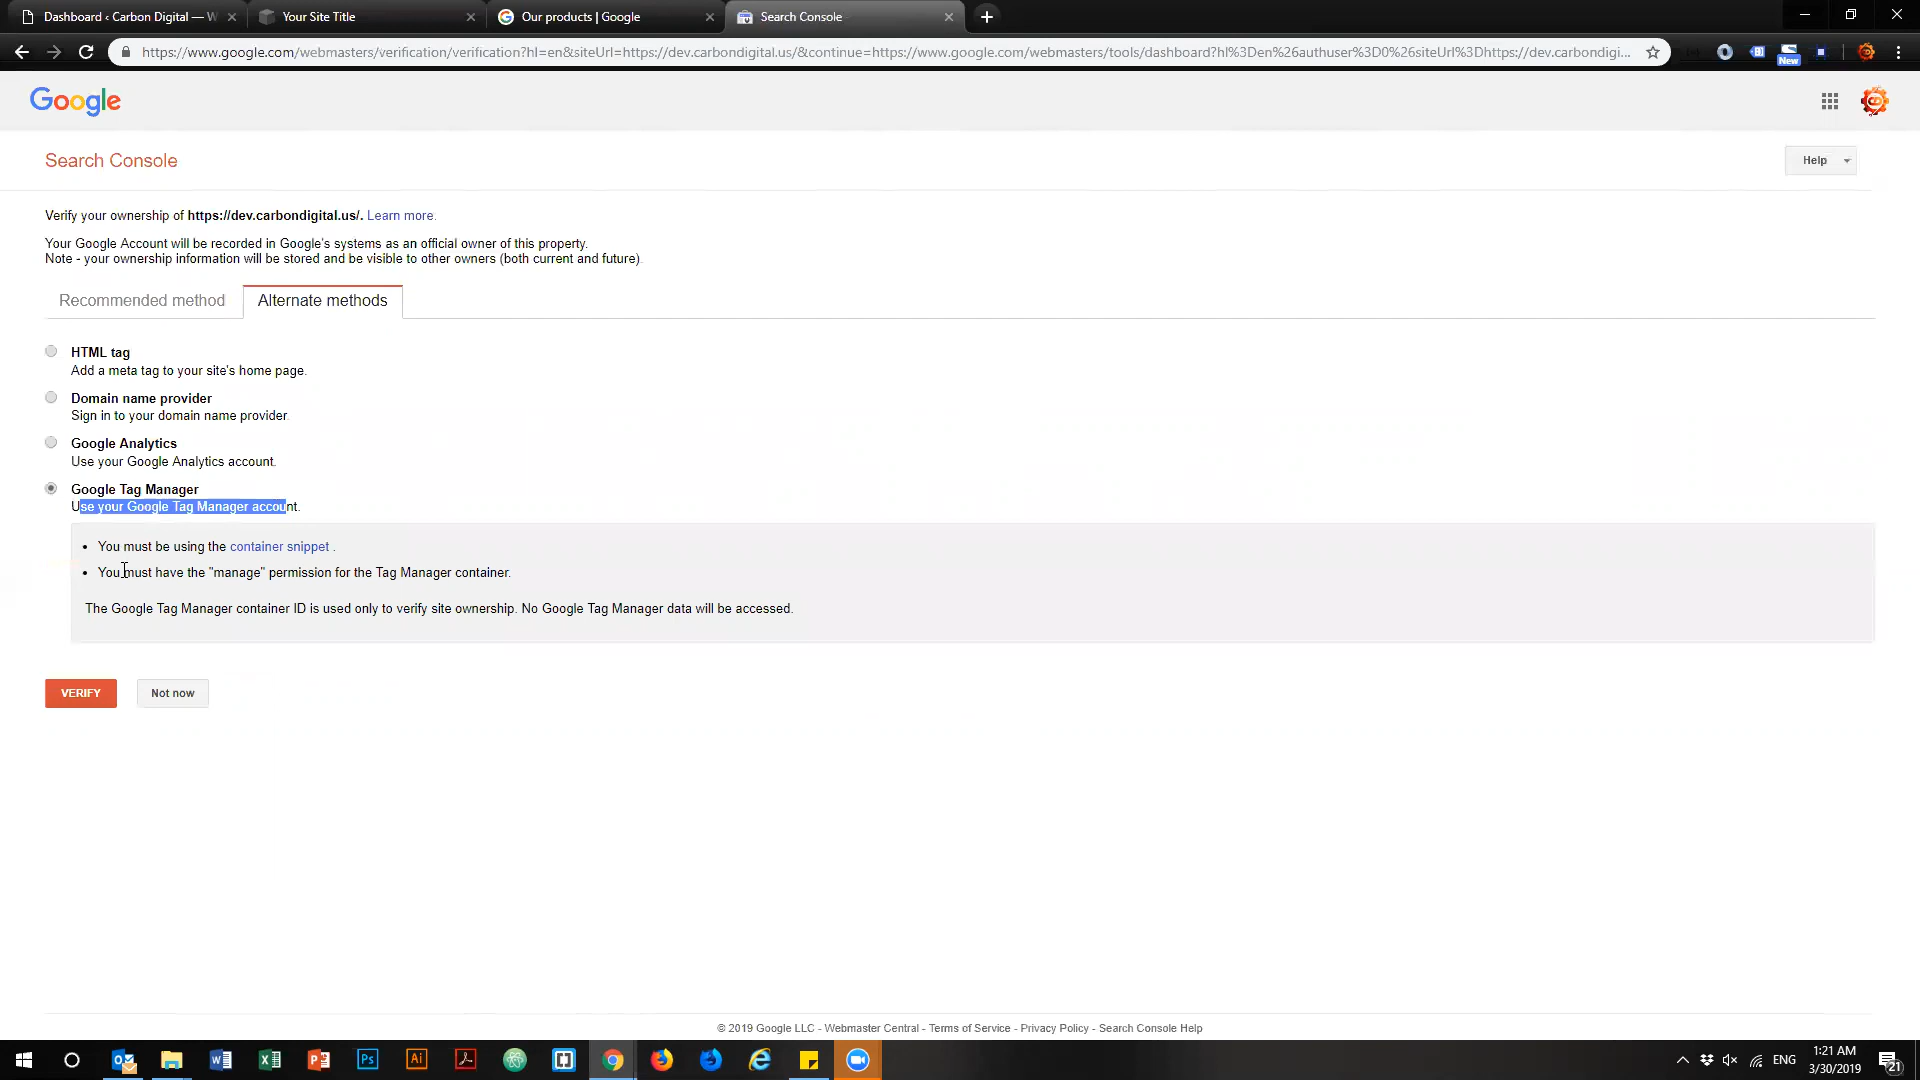 Dashboard ‹ Carbon Digital — W
Your Site Title
Our products | Google
Search Console
https://www.google.com/webmasters/verification/verification?hl=en&siteUrl=https://dev.carbondigital.us/&continue=https://www.google.com/webmasters/tools/dashboard?hl%3Den%26authuser%3D0%26siteUrl%3Dhttps://dev.carbondigi...
New
Google
Search Console
Help
Verify your ownership of https://dev.carbondigital.us/. Learn more.
Your Google Account will be recorded in Google's systems as an official owner of this property.
Note - your ownership information will be stored and be visible to other owners (both current and future).
Recommended method
Alternate methods
HTML tag
Add a meta tag to your site's home page.
Domain name provider
Sign in to your domain name provider.
Google Analytics
Use your Google Analytics account.
Google Tag Manager
Use your Google Tag Manager account.
• You must be using the container snippet .
• You must have the "manage" permission for the Tag Manager container.
The Google Tag Manager container ID is used only to verify site ownership. No Google Tag Manager data will be accessed.
VERIFY
Not now
© 2019 Google LLC - Webmaster Central - Terms of Service - Privacy Policy - Search Console Help
Ps
Ai
ENG
1:21 AM
3/30/2019
21